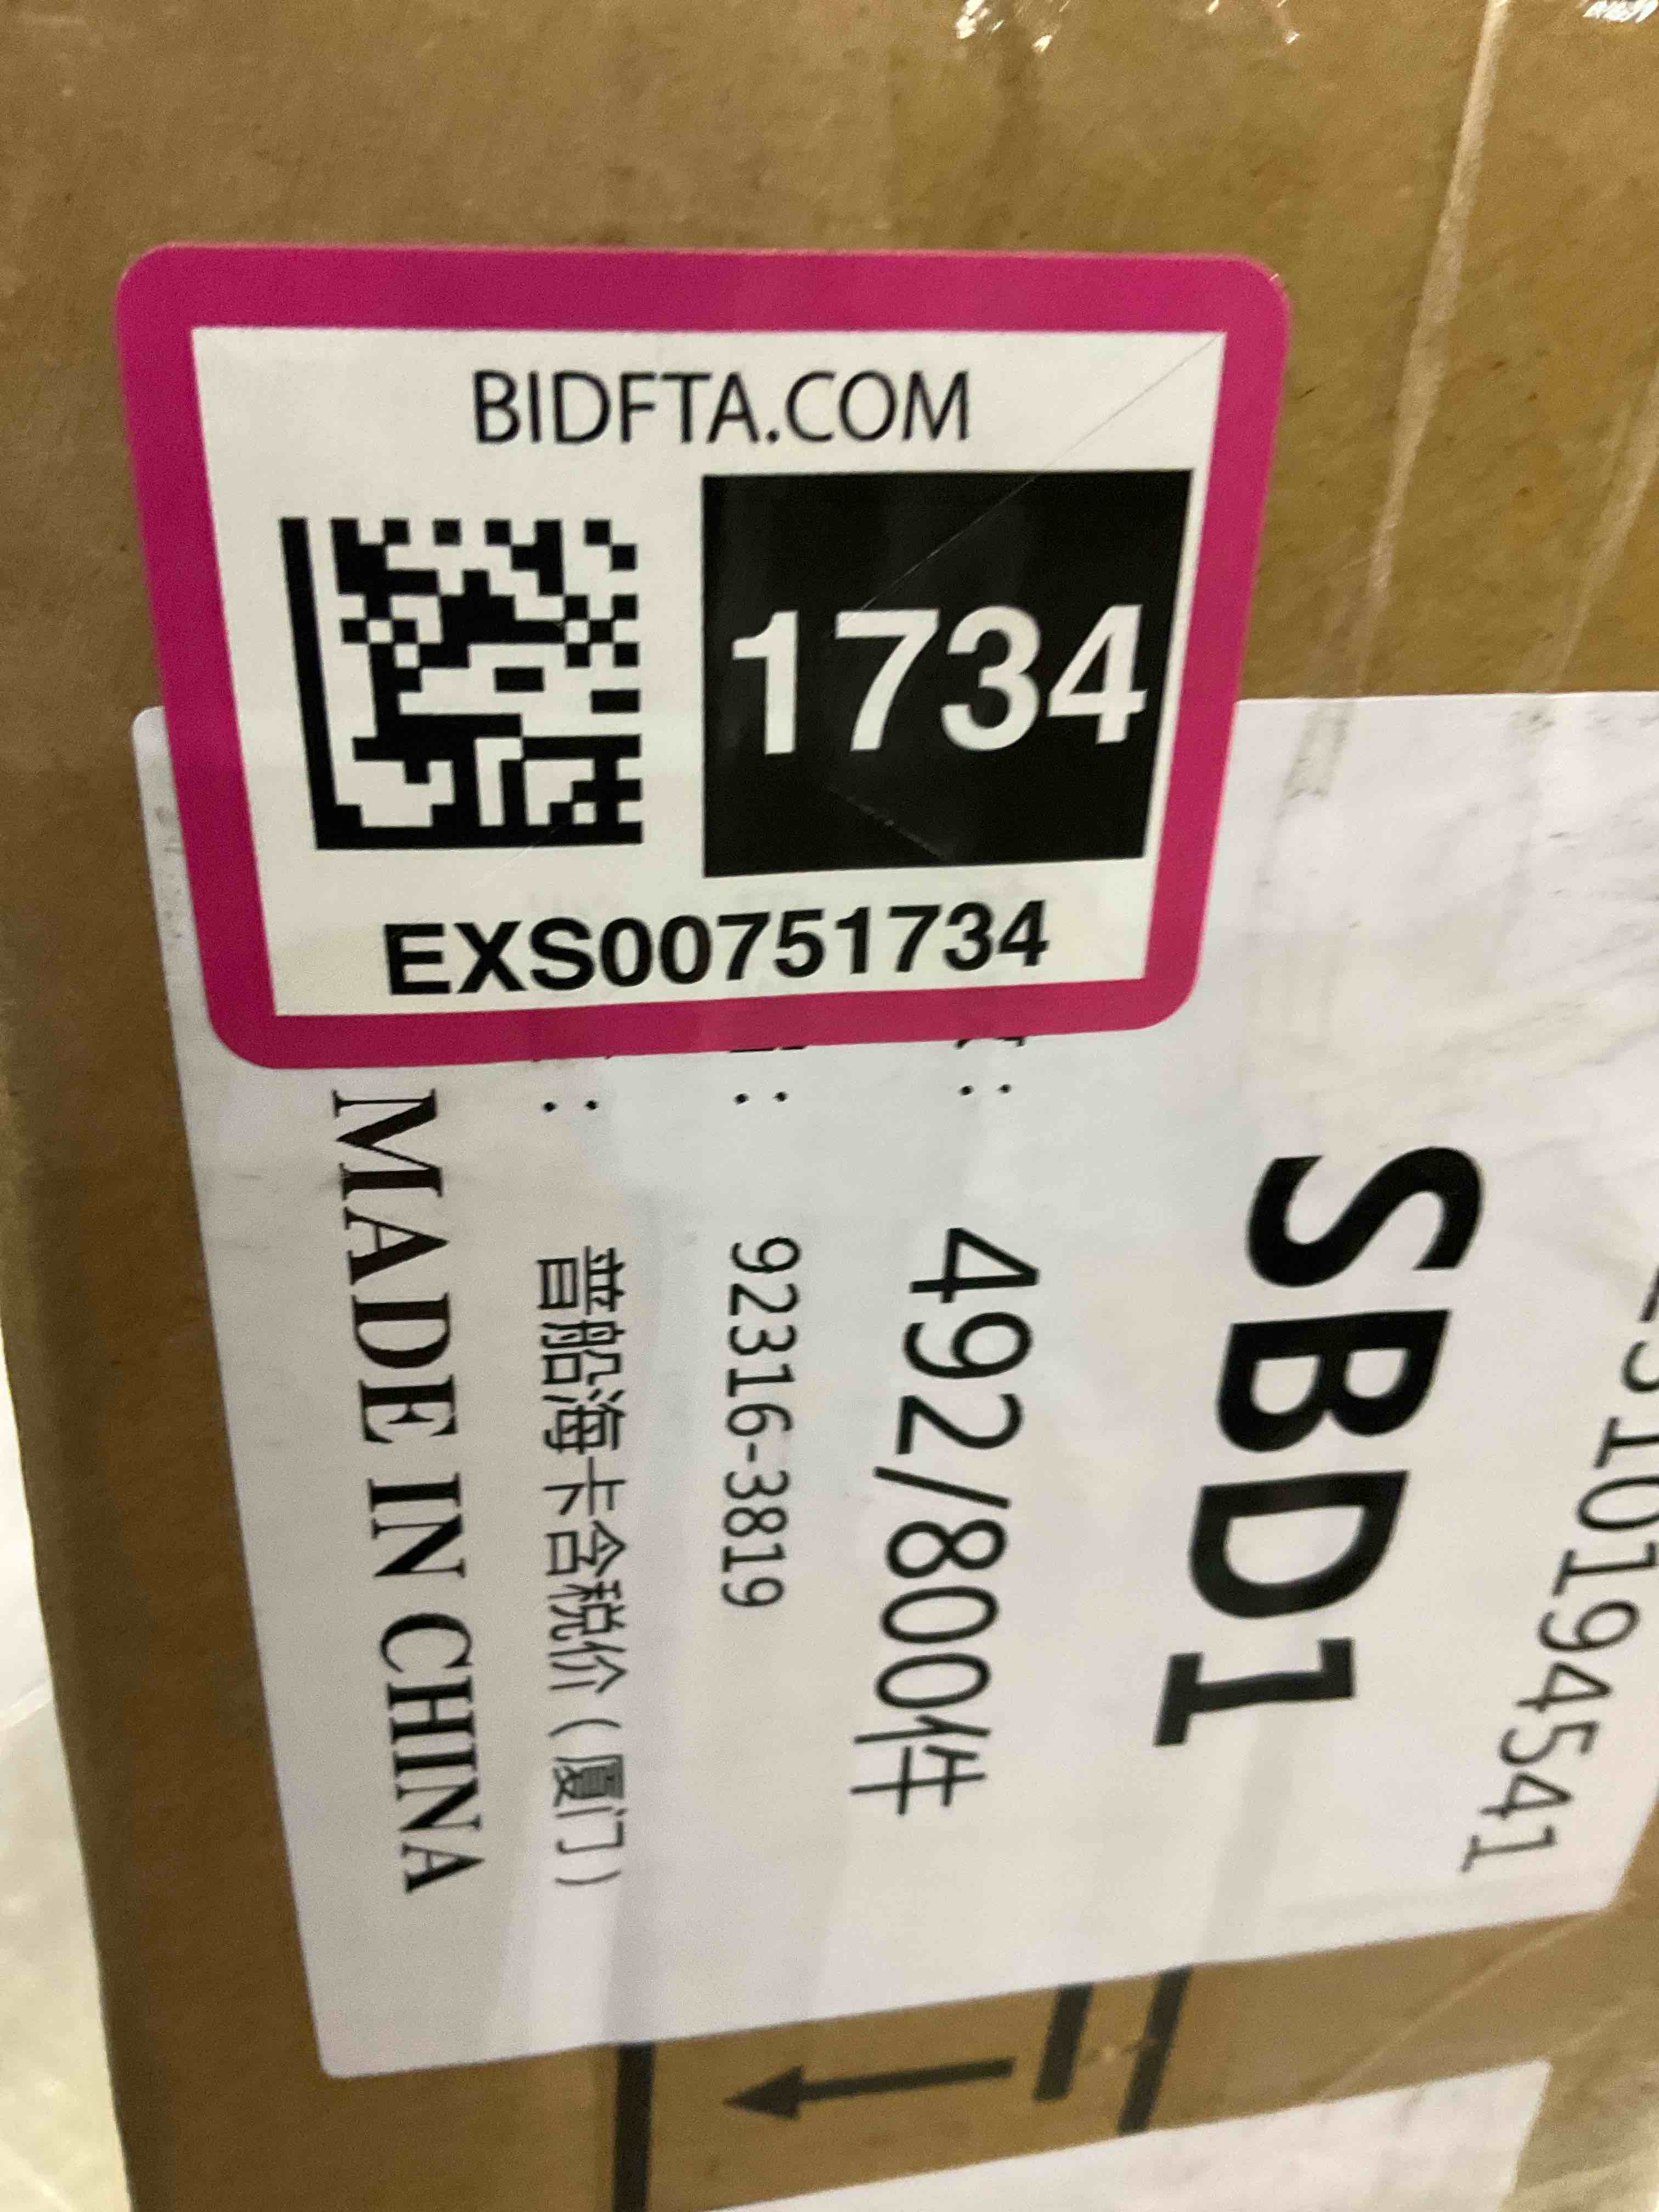 BIDFTA.COM
1734
EXS00751734
SBD1
492/800件
92316-3819
普船海卡含税价(厦门)
MADE IN CHINA